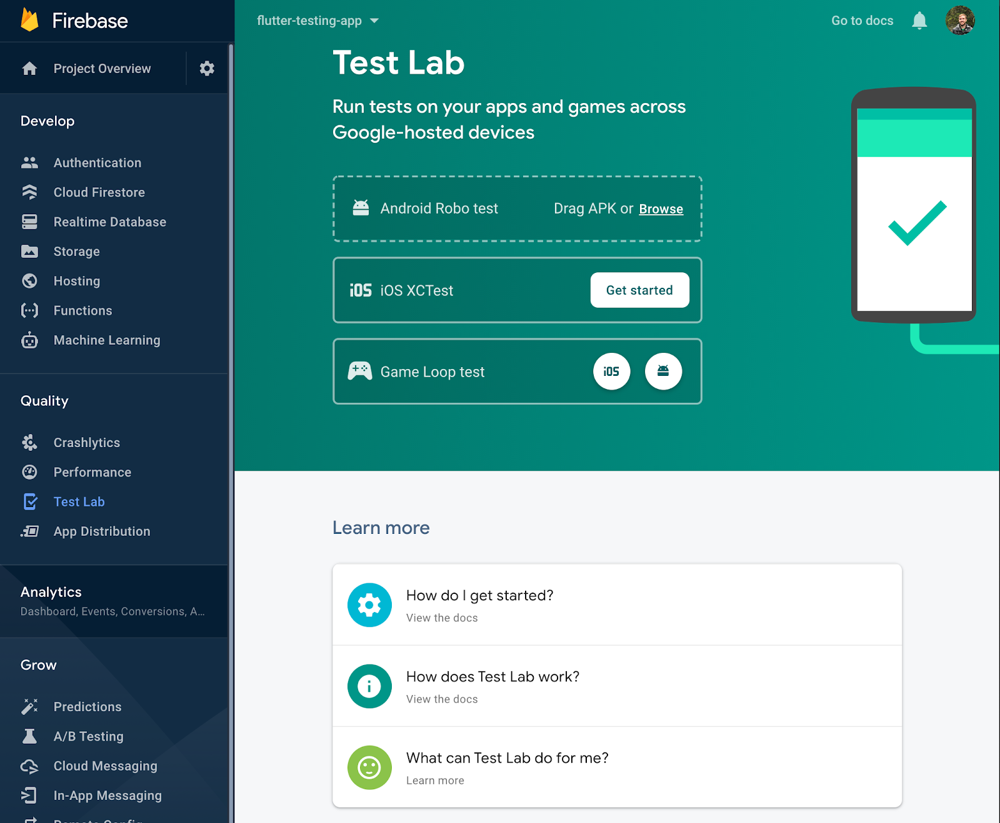 Firebase
Project Overview
Develop
Authentication
Cloud Firestore
Realtime Database
Storage
Hosting
Functions
Machine Learning
Quality
Crashlytics
Performance
Test Lab
App Distribution
Analytics
Dashboard, Events, Conversions, A...
Grow
Predictions
A/B Testing
Cloud Messaging
In-App Messaging
Remote Config
flutter-testing-app
Go to docs
Test Lab
Run tests on your apps and games across
Google-hosted devices
Android Robo test Drag APK or Browse
iOS iOS XCTest Get started
Game Loop test iOS
Learn more
How do I get started?
View the docs
How does Test Lab work?
View the docs
What can Test Lab do for me?
Learn more